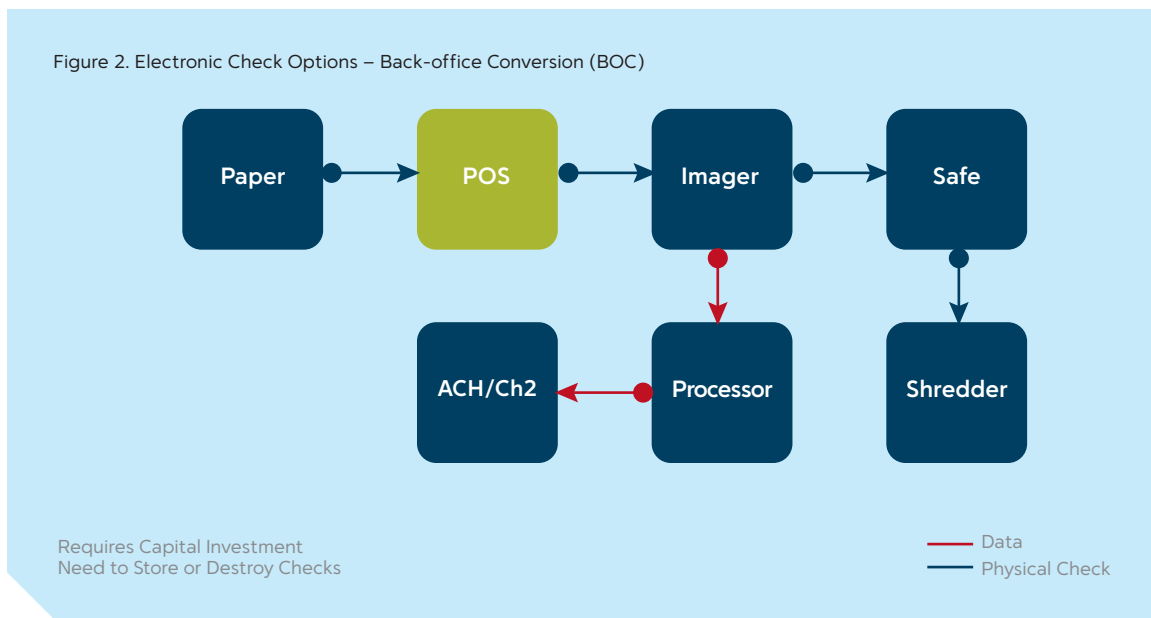 Figure 2. Electronic Check Options – Back-office Conversion (BOC)
Paper
POS
Imager
Safe
ACH/Ch2
Processor
Shredder
Requires Capital Investment
Need to Store or Destroy Checks
Data
Physical Check